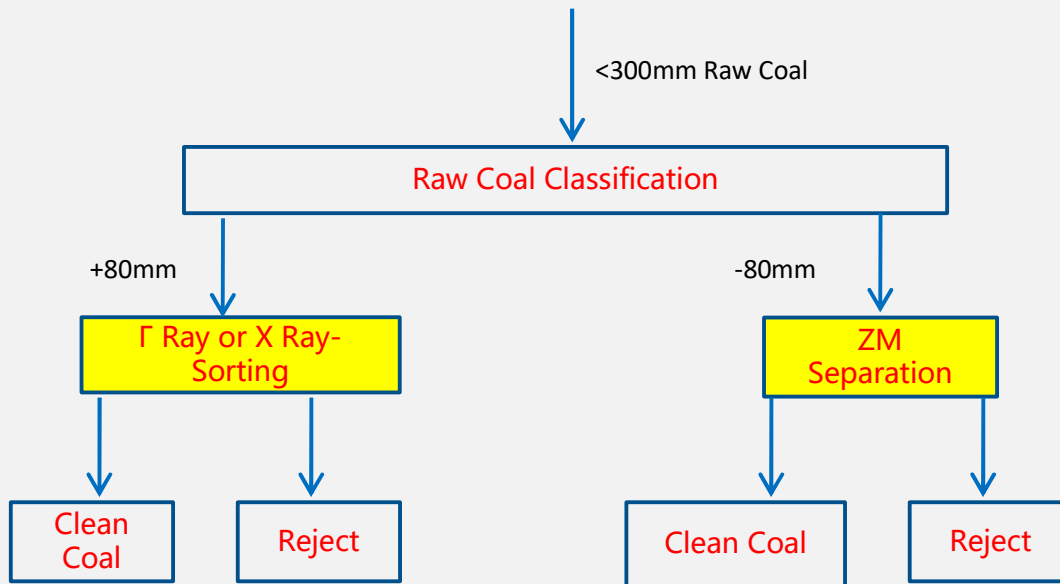 <300mm Raw Coal
Raw Coal Classification
+80mm
-80mm
Γ Ray or X Ray-
Sorting
ZM
Separation
Clean
Coal
Reject
Clean Coal
Reject